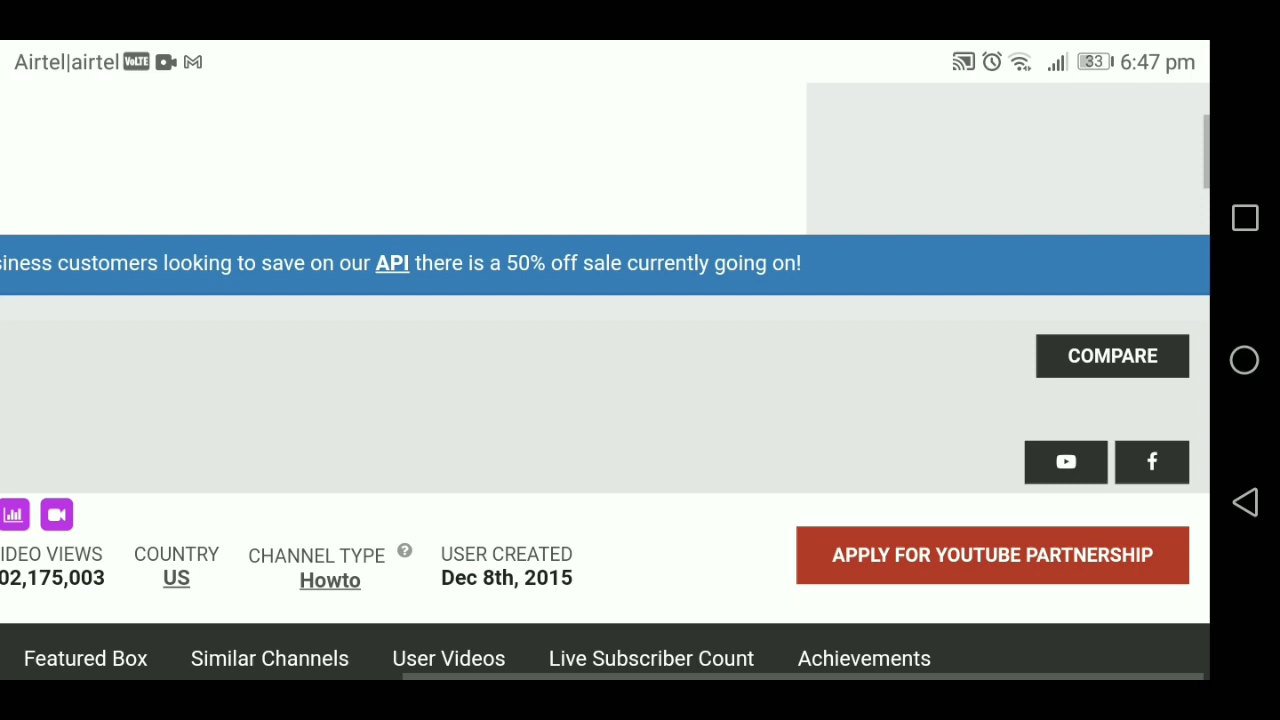 Airtel|airtel VoLTE 33 6:47 pm
siness customers looking to save on our API there is a 50% off sale currently going on!
COMPARE
IDEO VIEWS COUNTRY CHANNEL TYPE ? USER CREATED
02,175,003 US Howto Dec 8th, 2015
APPLY FOR YOUTUBE PARTNERSHIP
Featured Box Similar Channels User Videos Live Subscriber Count Achievements